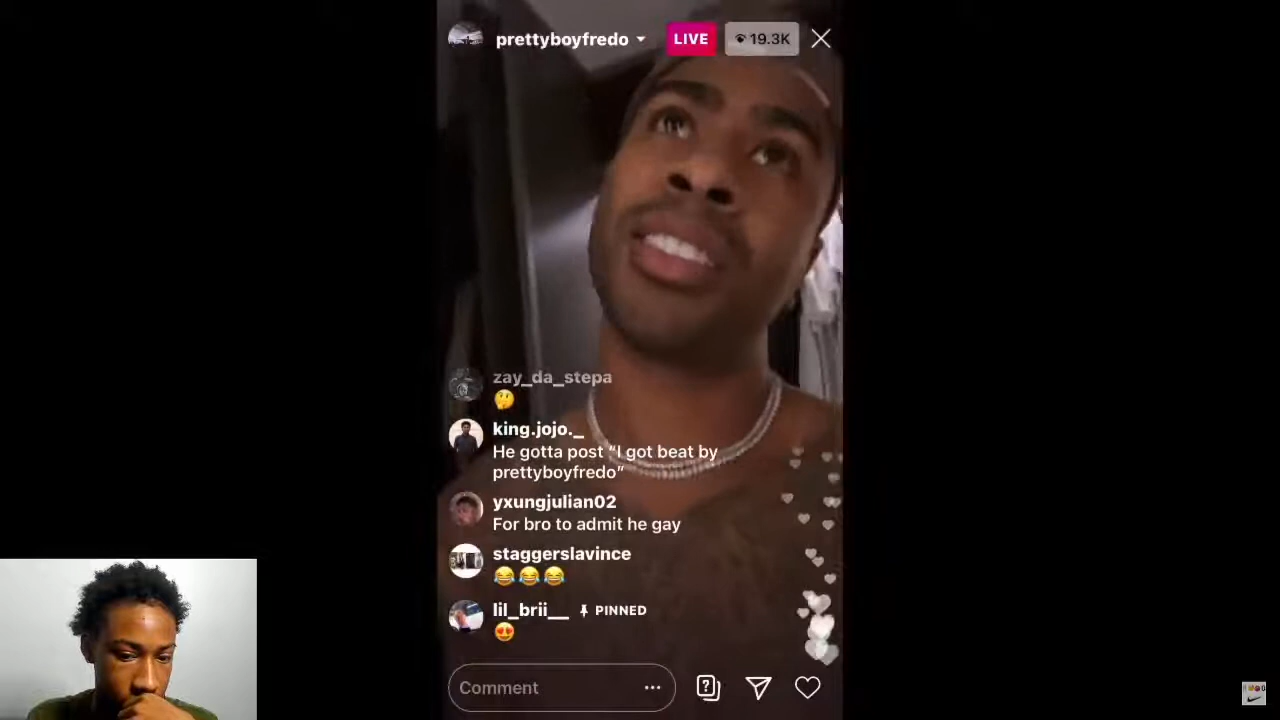 prettyboyfredo
LIVE
19.3K
zay_da_stepa
🤔
king.jojo._
He gotta post “I got beat by
prettyboyfredo”
yxungjulian02
For bro to admit he gay
staggerslavince
😂😂😂
lil_brii__ PINNED
😍
Comment